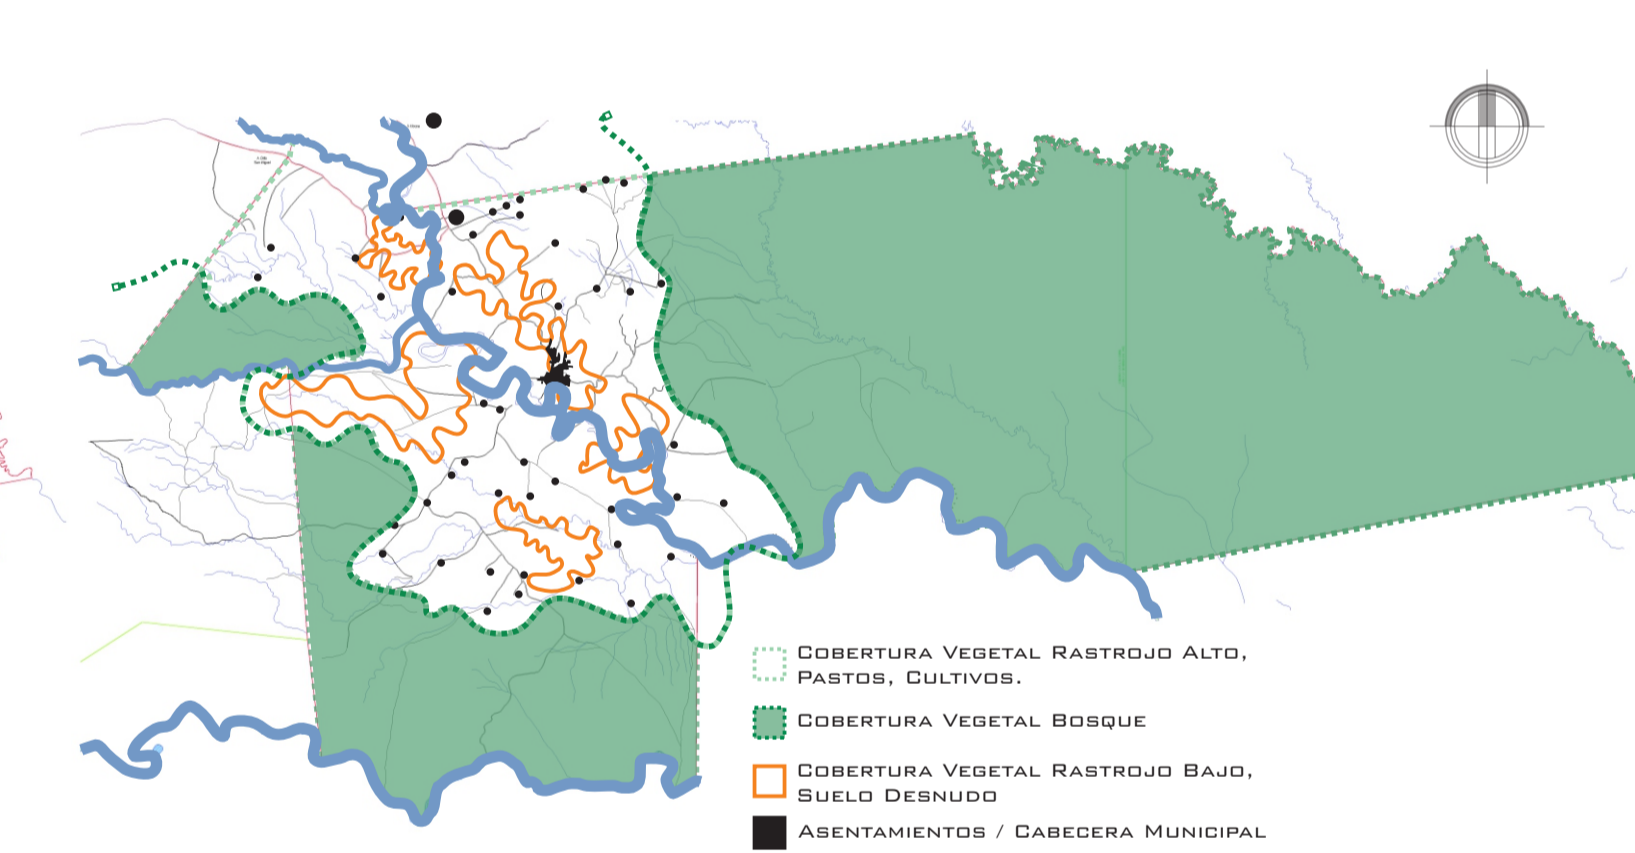 COBERTURA VEGETAL RASTROJO ALTO,
PASTOS, CULTIVOS.
COBERTURA VEGETAL BOSQUE
COBERTURA VEGETAL RASTROJO BAJO,
SUELO DESNUDO
ASENTAMIENTOS / CABECERA MUNICIPAL